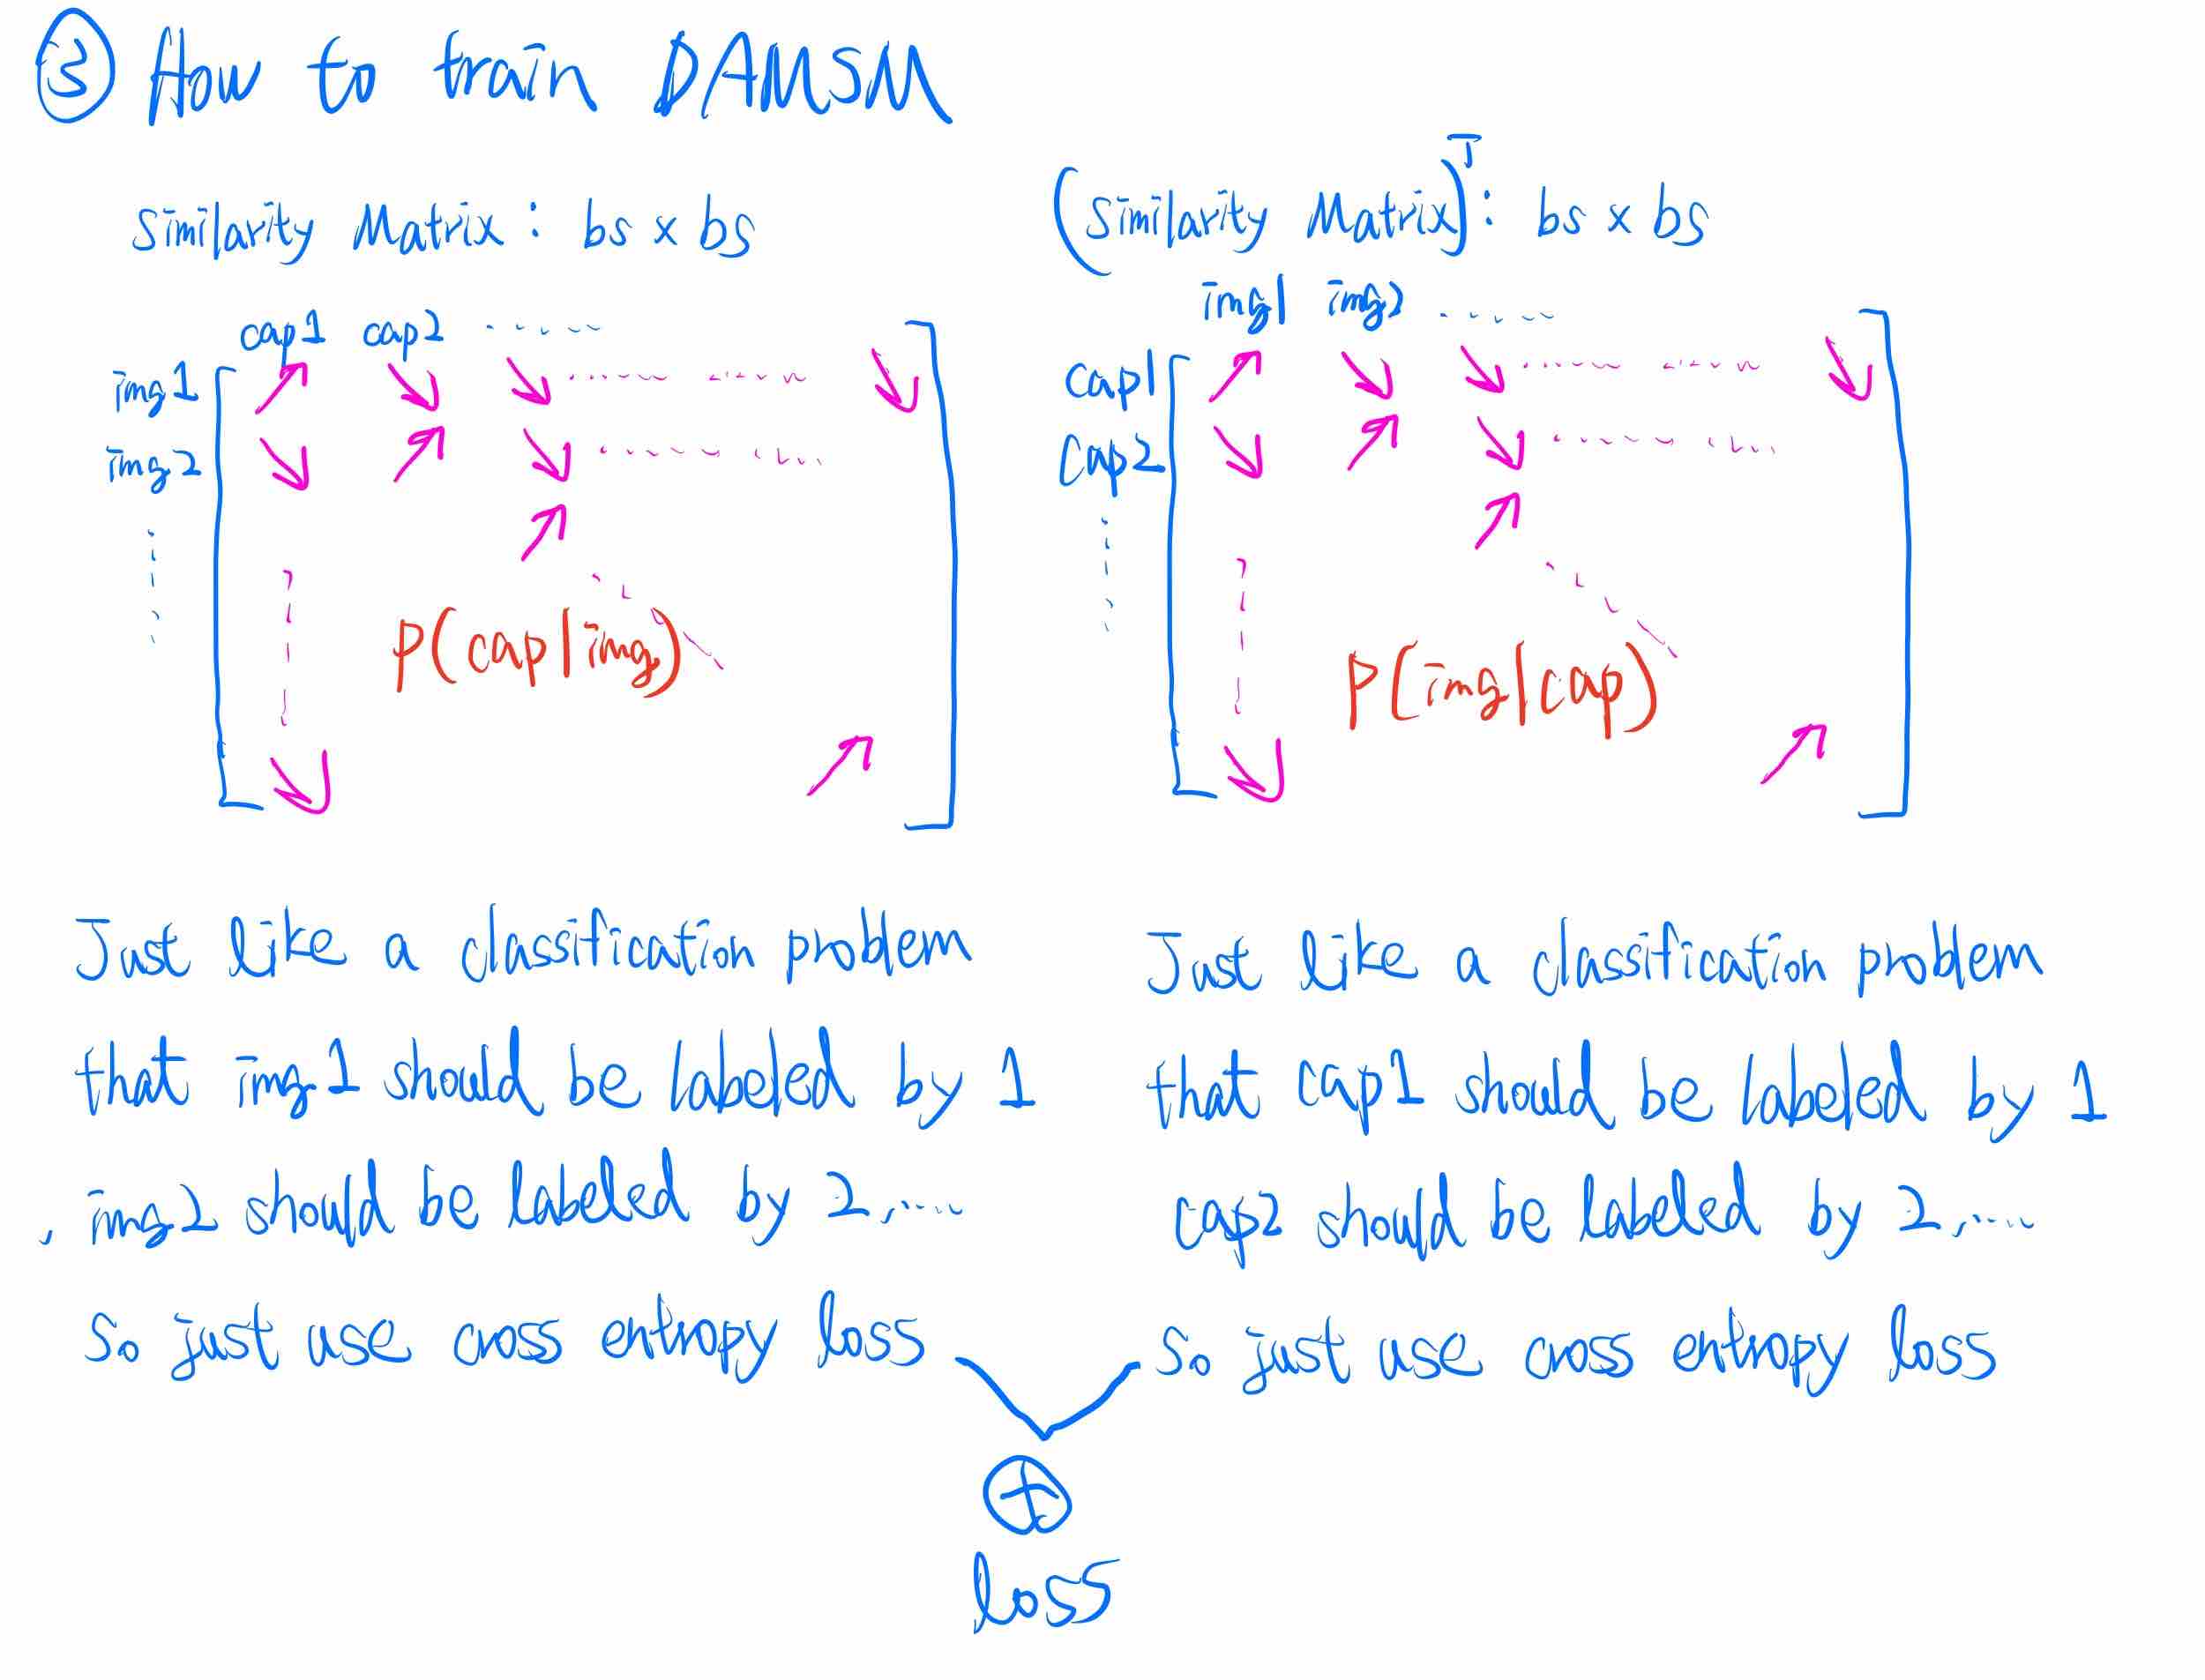 ③ How to train DAMSM
Similarity Matrix : bs x bs
cap1 cap2 ......
img1
img2
P(cap|img)
Just like a classification problem
that img1 should be labeled by 1
, img2 should be labeled by 2,....
So just use cross entropy loss
(Similarity Matrix)ᵀ : bs x bs
img1 img2 ......
cap1
cap2
P(img|cap)
Just like a classification problem
that cap1 should be labeled by 1
cap2 should be labeled by 2,....
So just use cross entropy loss
+
loss